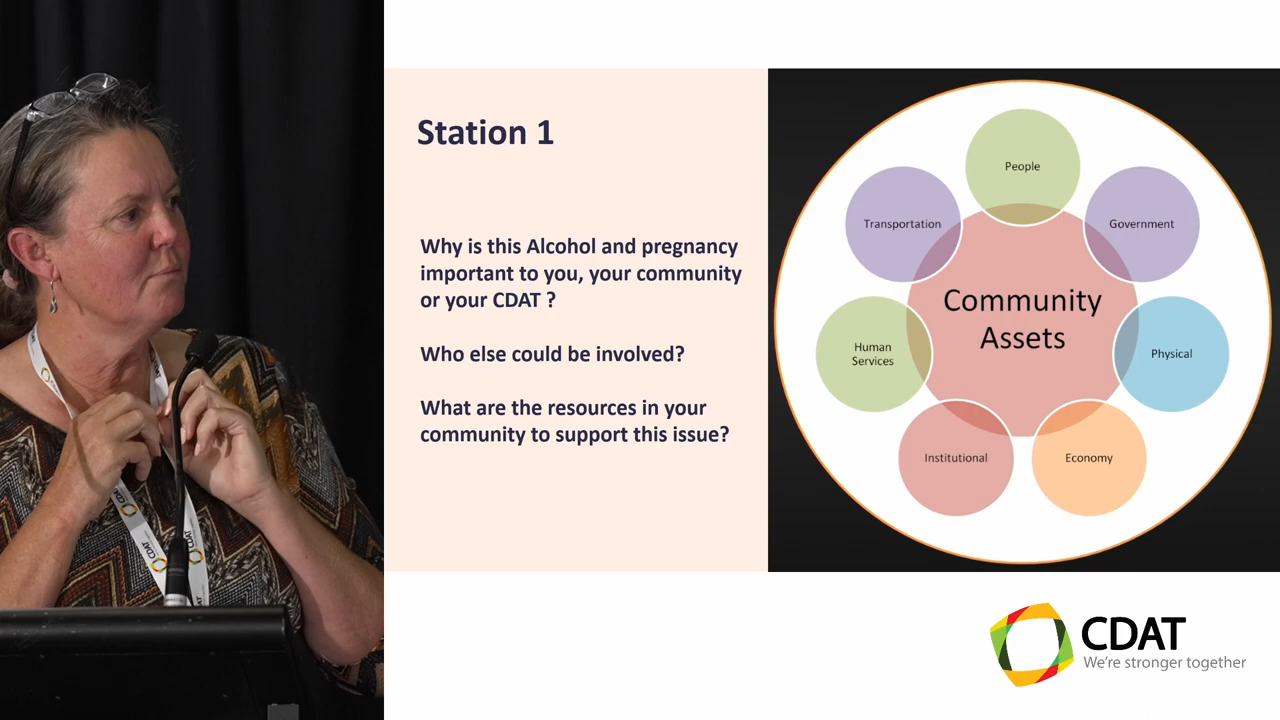 Station 1
Why is this Alcohol and pregnancy
important to you, your community
or your CDAT ?
Who else could be involved?
What are the resources in your
community to support this issue?
People
Transportation
Government
Community
Assets
Human
Services
Physical
Institutional
Economy
CDAT
CDAT
CDAT
We're stronger together